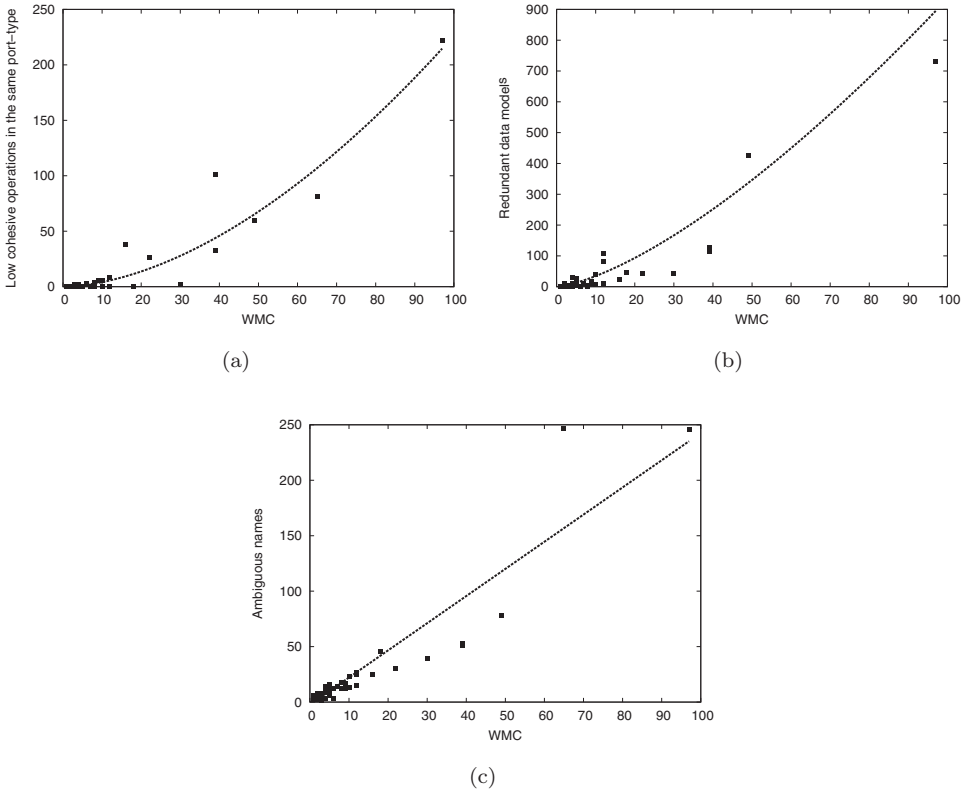 Low cohesive operations in the same port-type
250
200
150
100
50
0
0 10 20 30 40 50 60 70 80 90 100
WMC
(a)
Redundant data models
900
800
700
600
500
400
300
200
100
0
0 10 20 30 40 50 60 70 80 90 100
WMC
(b)
Ambiguous names
250
200
150
100
50
0
0 10 20 30 40 50 60 70 80 90 100
WMC
(c)